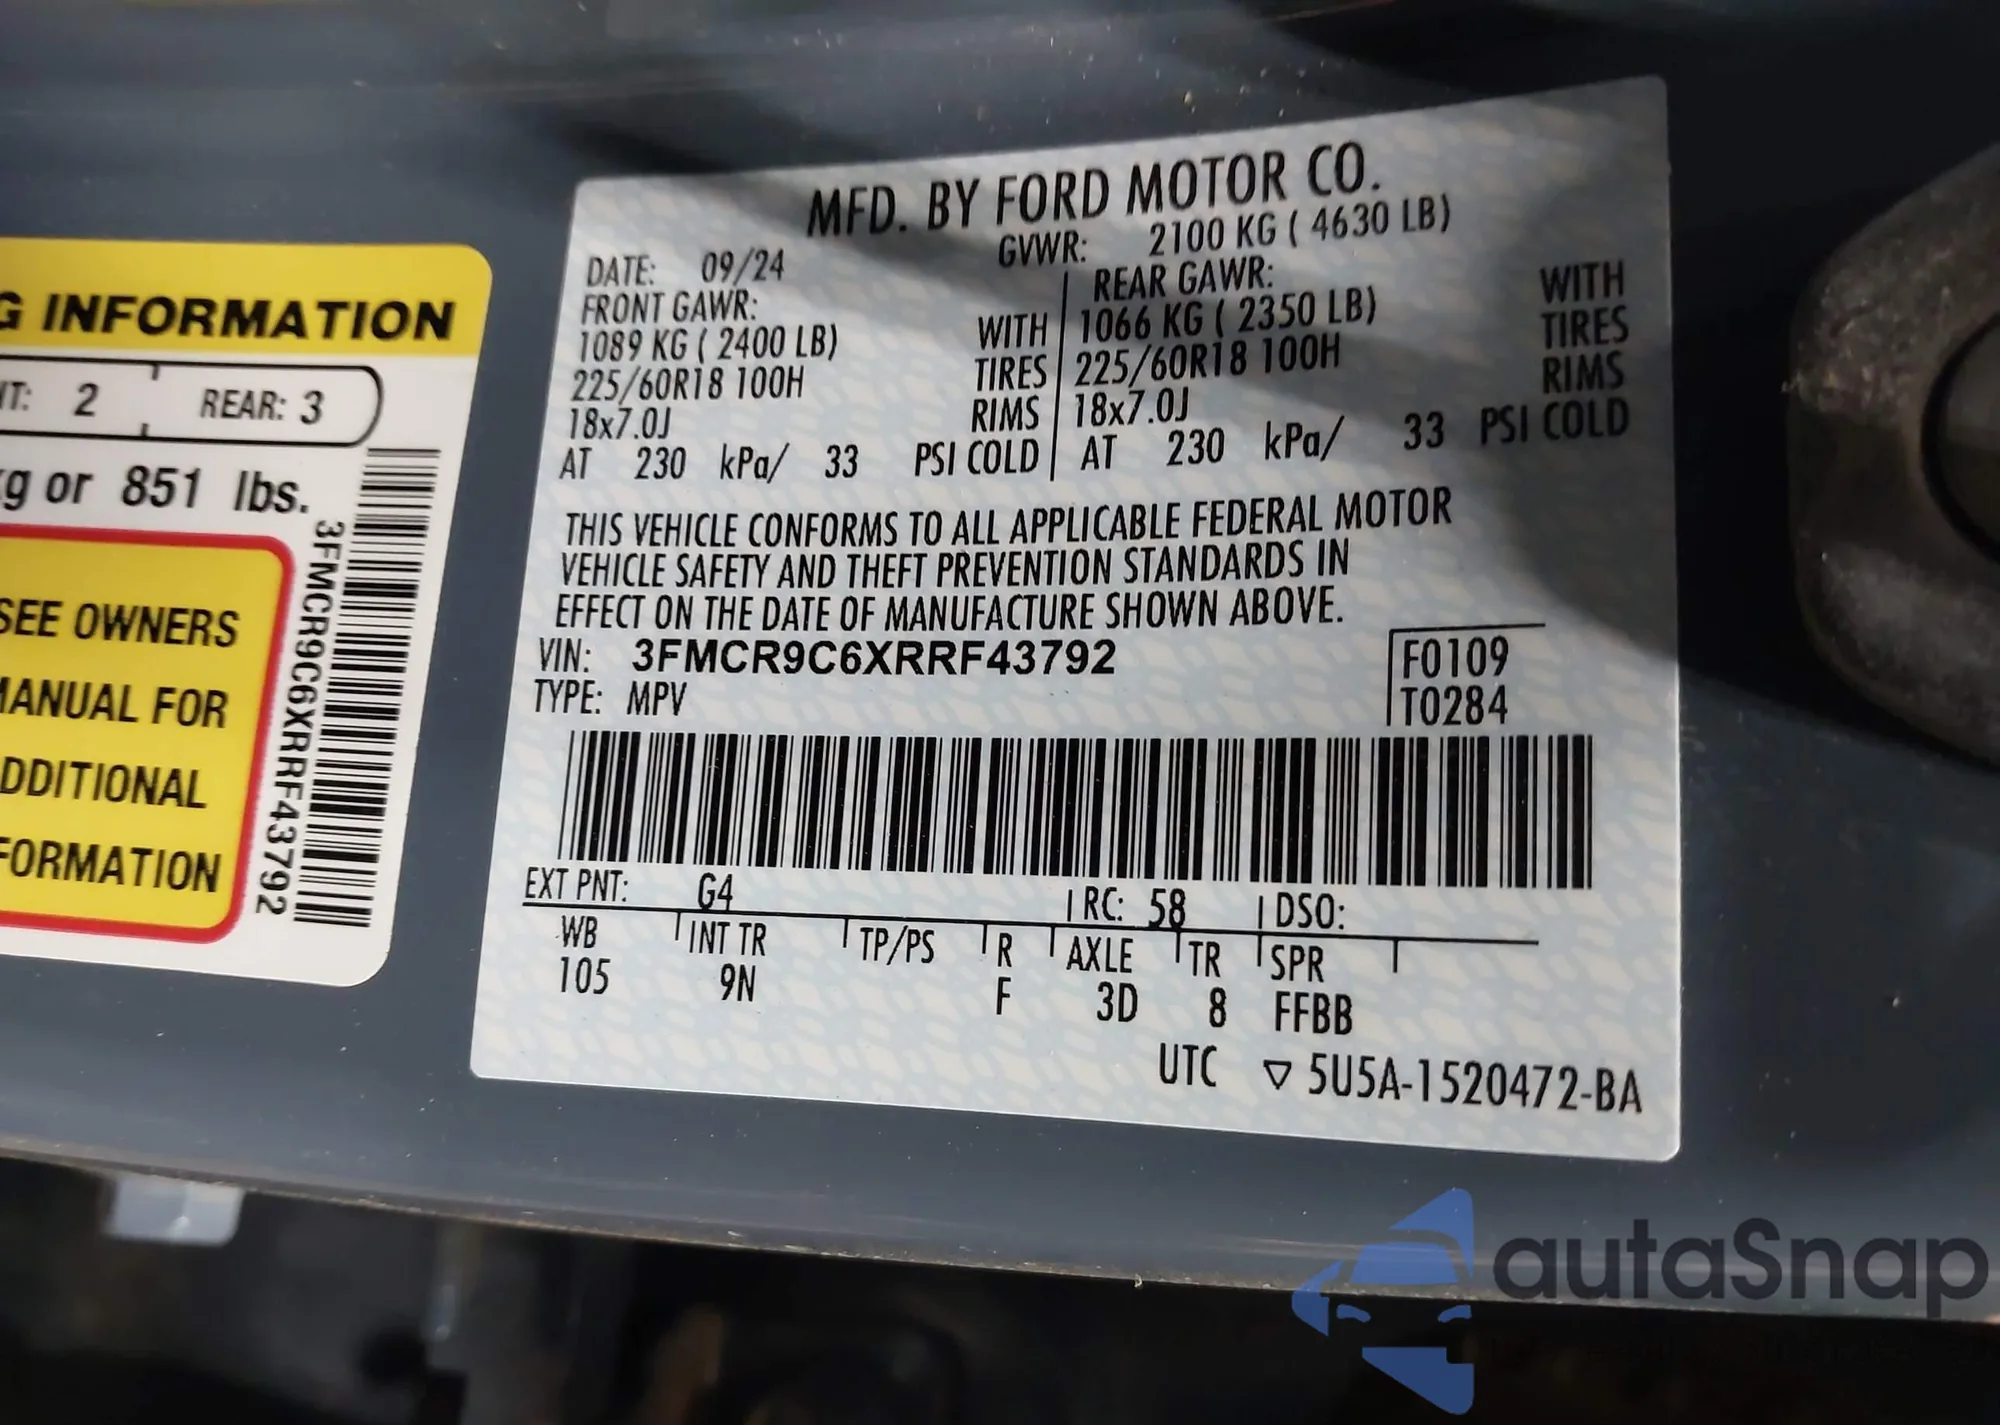 G INFORMATION
NT: 2 REAR: 3
kg or 851 lbs.
SEE OWNERS
MANUAL FOR
ADDITIONAL
FORMATION
3FMCR9C6XRRF43792
MFD. BY FORD MOTOR CO.
DATE: 09/24 GVWR: 2100 KG ( 4630 LB)
FRONT GAWR: REAR GAWR: WITH
1089 KG ( 2400 LB) WITH 1066 KG ( 2350 LB) TIRES
225/60R18 100H TIRES 225/60R18 100H RIMS
18x7.0J RIMS 18x7.0J
AT 230 kPa/ 33 PSI COLD AT 230 kPa/ 33 PSI COLD
THIS VEHICLE CONFORMS TO ALL APPLICABLE FEDERAL MOTOR
VEHICLE SAFETY AND THEFT PREVENTION STANDARDS IN
EFFECT ON THE DATE OF MANUFACTURE SHOWN ABOVE.
VIN: 3FMCR9C6XRRF43792 F0109
TYPE: MPV T0284
EXT PNT: G4 RC: 58 DSO:
WB INT TR TP/PS R AXLE TR SPR
105 9N F 3D 8 FFBB
UTC ▽ 5U5A-1520472-BA
autaSnap